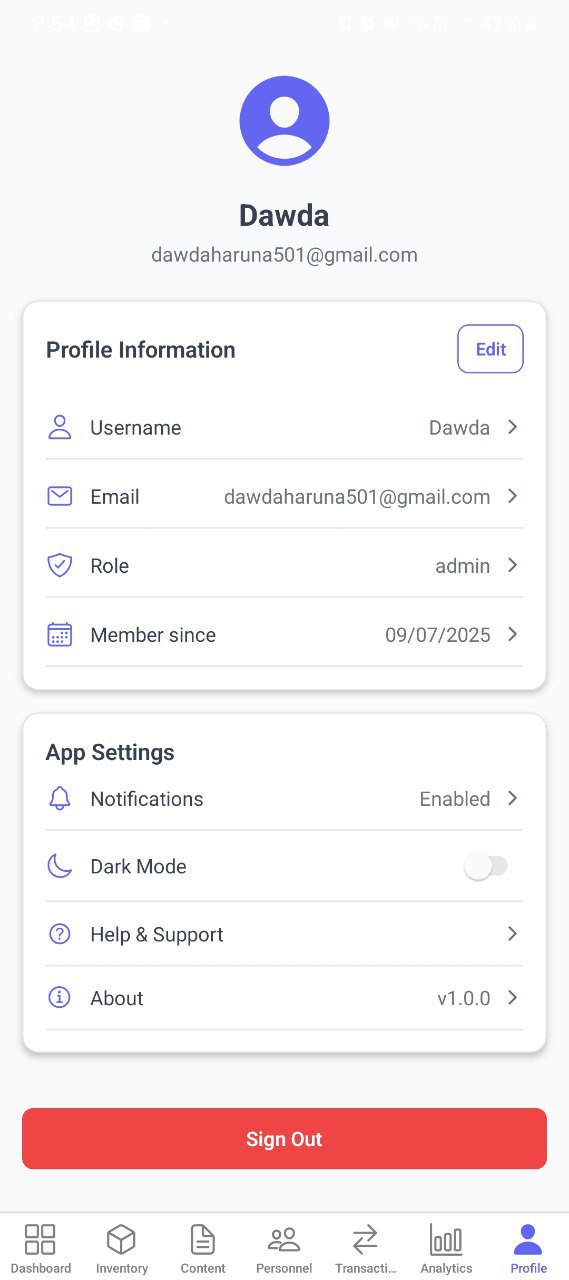 Dawda
dawdaharuna501@gmail.com
Profile Information
Edit
Username Dawda
Email dawdaharuna501@gmail.com
Role admin
Member since 09/07/2025
App Settings
Notifications Enabled
Dark Mode
Help & Support
About v1.0.0
Sign Out
Dashboard Inventory Content Personnel Transacti... Analytics Profile